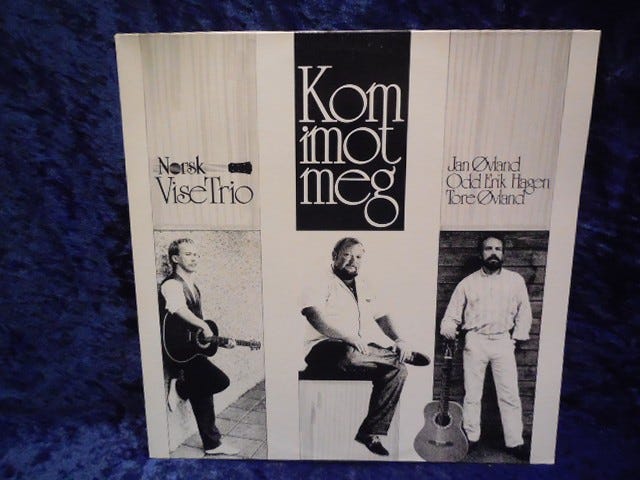 Norsk
ViseTrio
Kom
imot
meg
Jan Øvland
Odd Erik Hagen
Tore Øvland